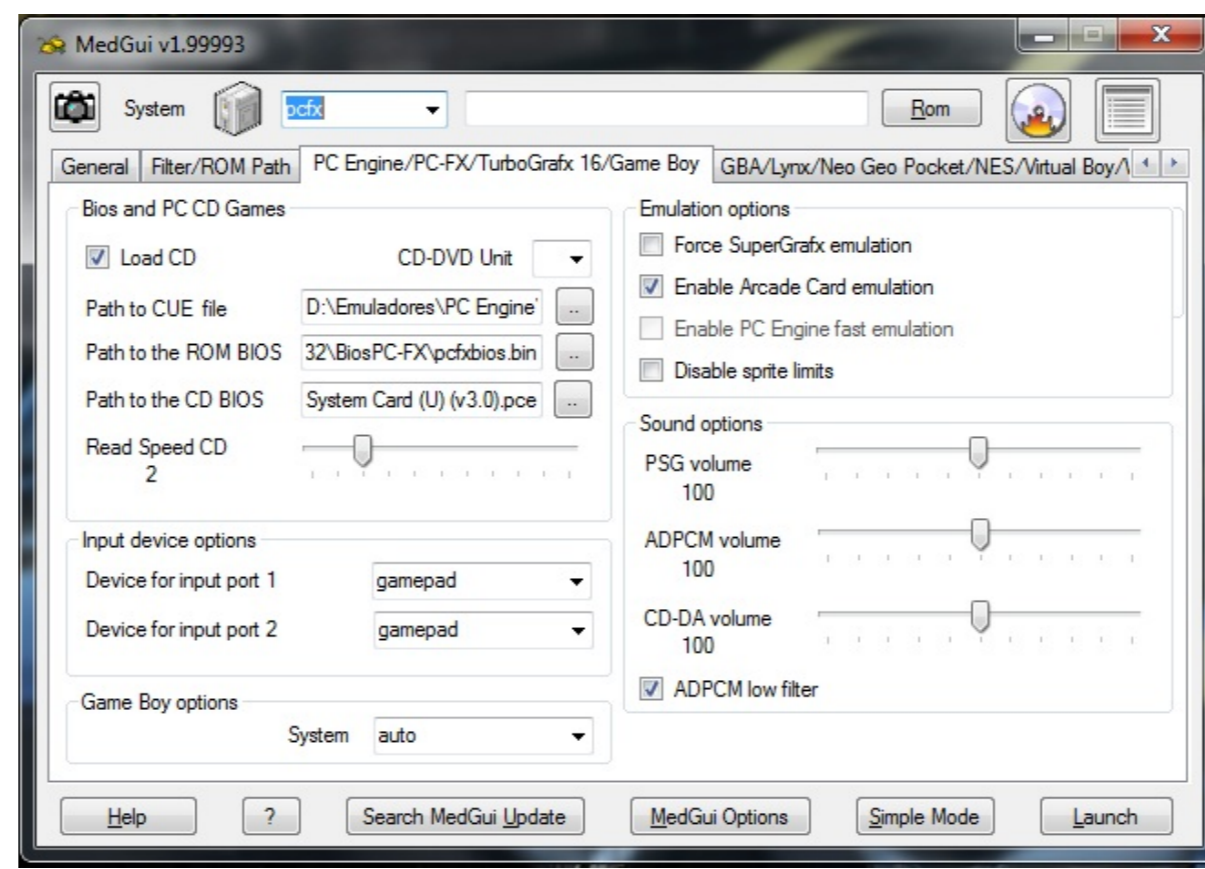 MedGui v1.99993
System pcfx Rom
General Filter/ROM Path PC Engine/PC-FX/TurboGrafx 16/Game Boy GBA/Lynx/Neo Geo Pocket/NES/Virtual Boy/
Bios and PC CD Games
Load CD CD-DVD Unit
Path to CUE file D:\Emuladores\PC Engine
Path to the ROM BIOS 32\BiosPC-FX\pcfxbios.bin ..
Path to the CD BIOS System Card (U) (v3.0).pce ..
Read Speed CD
2
Input device options
Device for input port 1 gamepad
Device for input port 2 gamepad
Game Boy options
System auto
Emulation options
Force SuperGrafx emulation
Enable Arcade Card emulation
Enable PC Engine fast emulation
Disable sprite limits
Sound options
PSG volume
100
ADPCM volume
100
CD-DA volume
100
ADPCM low filter
Help ? Search MedGui Update MedGui Options Simple Mode Launch